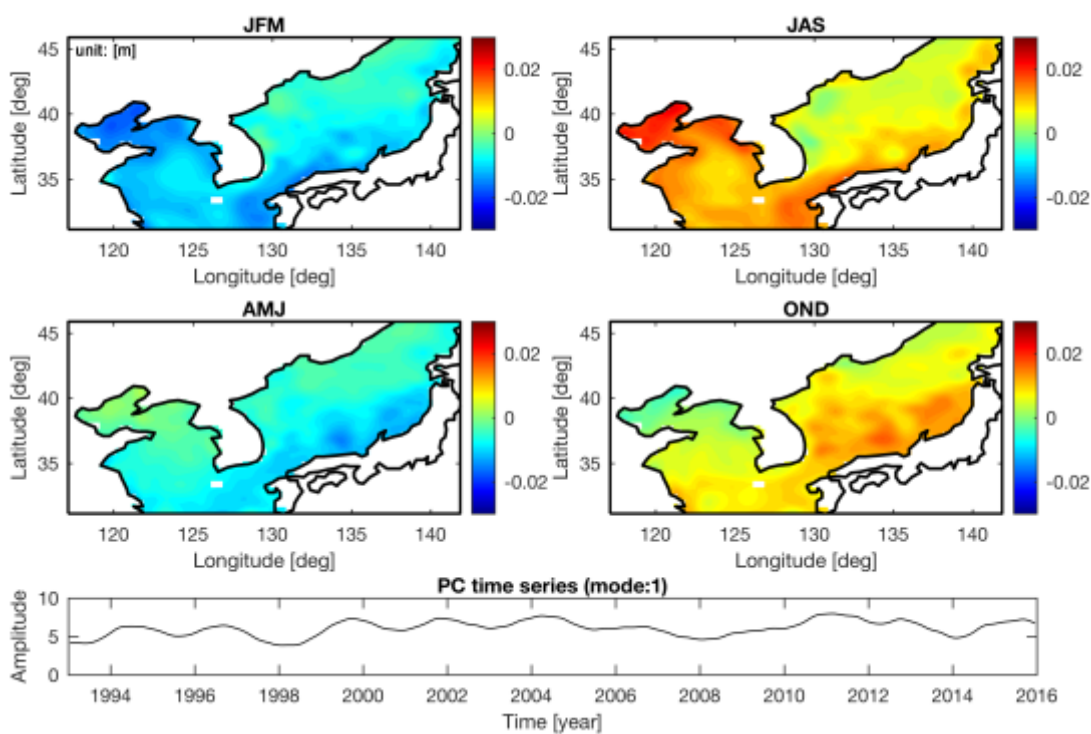 JFM
JAS
unit: [m]
45
40
35
120 125 130 135 140
Longitude [deg]
Latitude [deg]
0.02
0
-0.02
45
40
35
120 125 130 135 140
Longitude [deg]
Latitude [deg]
0.02
0
-0.02
AMJ
OND
45
40
35
120 125 130 135 140
Longitude [deg]
Latitude [deg]
0.02
0
-0.02
45
40
35
120 125 130 135 140
Longitude [deg]
Latitude [deg]
0.02
0
-0.02
PC time series (mode:1)
Amplitude
10
5
0
1994 1996 1998 2000 2002 2004 2006 2008 2010 2012 2014 2016
Time [year]